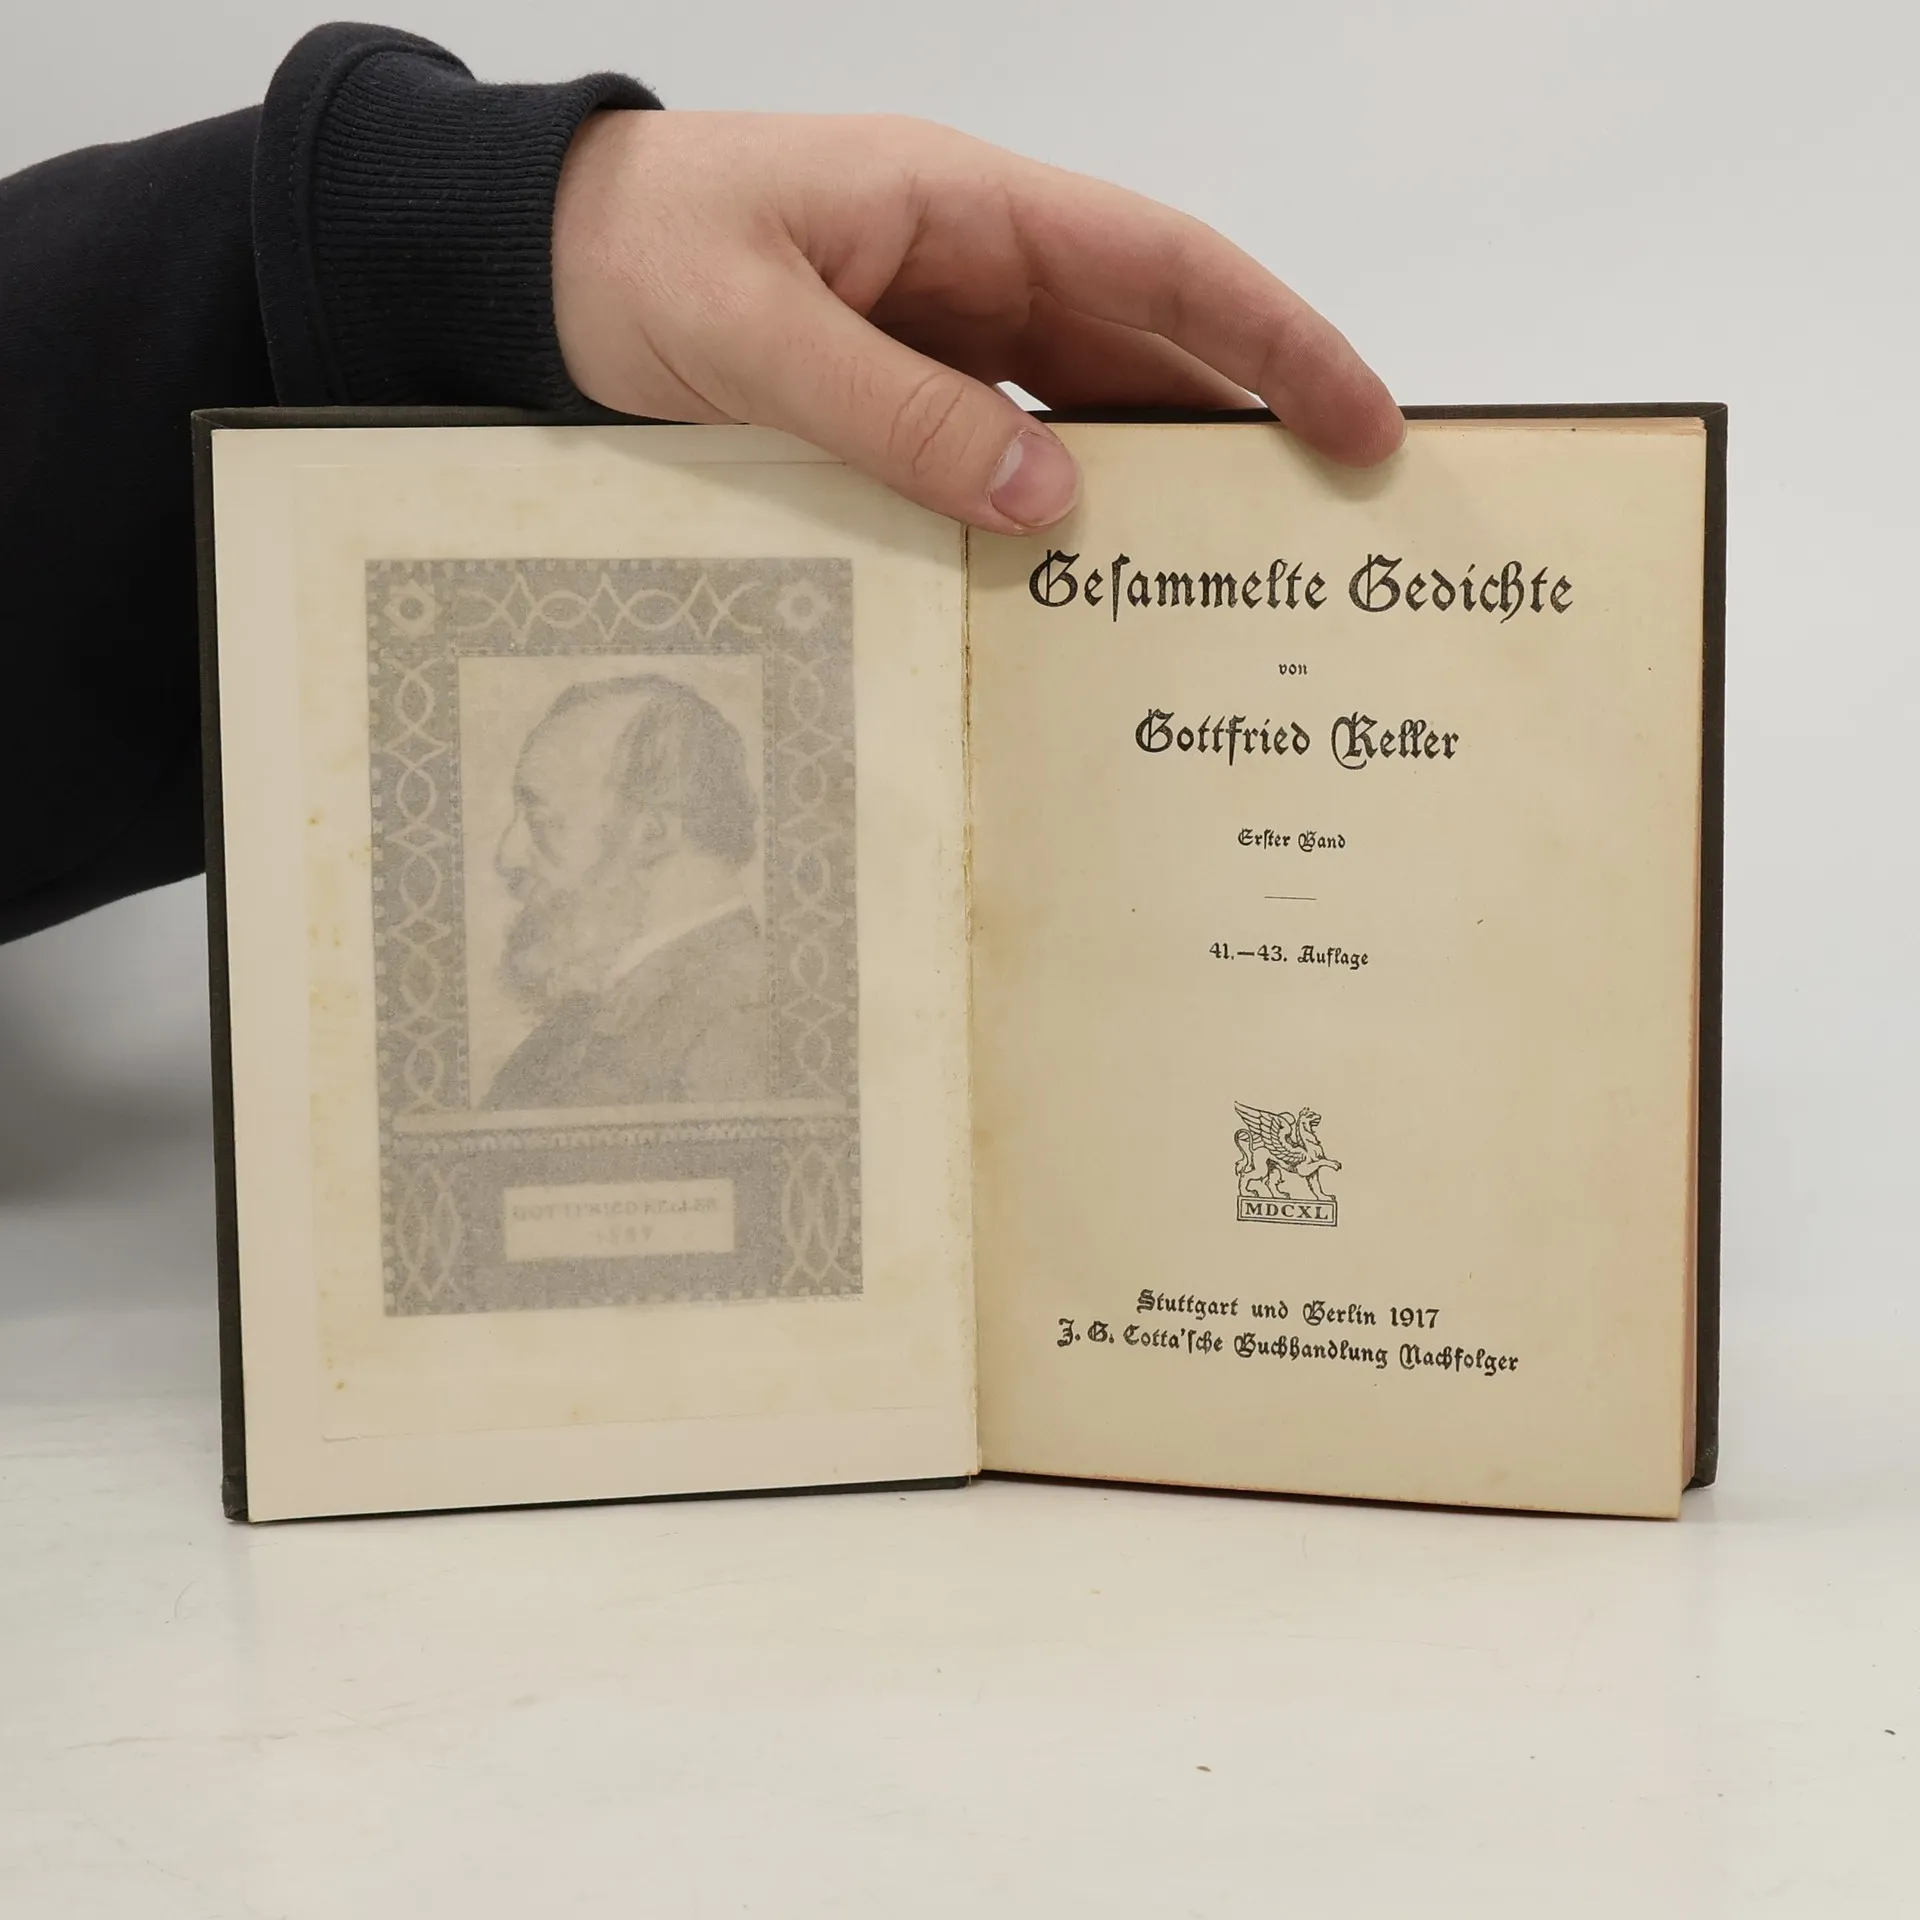 Geſammelte Gedichte
von
Gottfried Keller
Erſter Band
41.—43. Auflage
MDCXL
Stuttgart und Berlin 1917
J. G. Cotta'ſche Buchhandlung Nachfolger